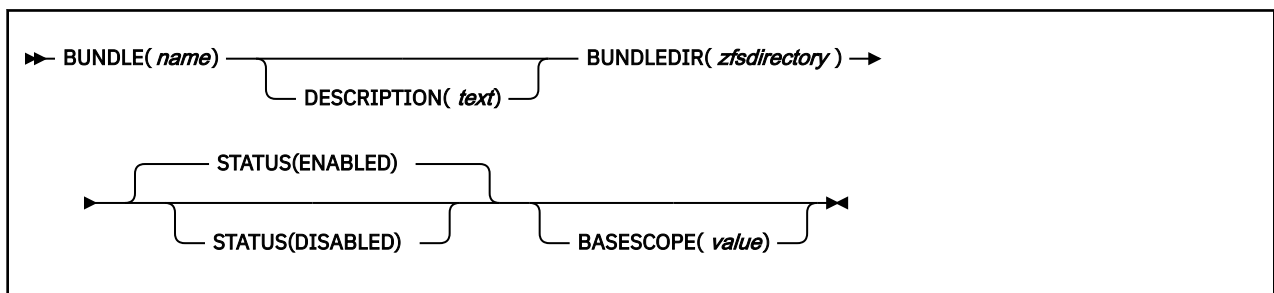 BUNDLE( name) BUNDLEDIR( zfsdirectory )
DESCRIPTION( text)
STATUS(ENABLED)
STATUS(DISABLED) BASESCOPE( value)